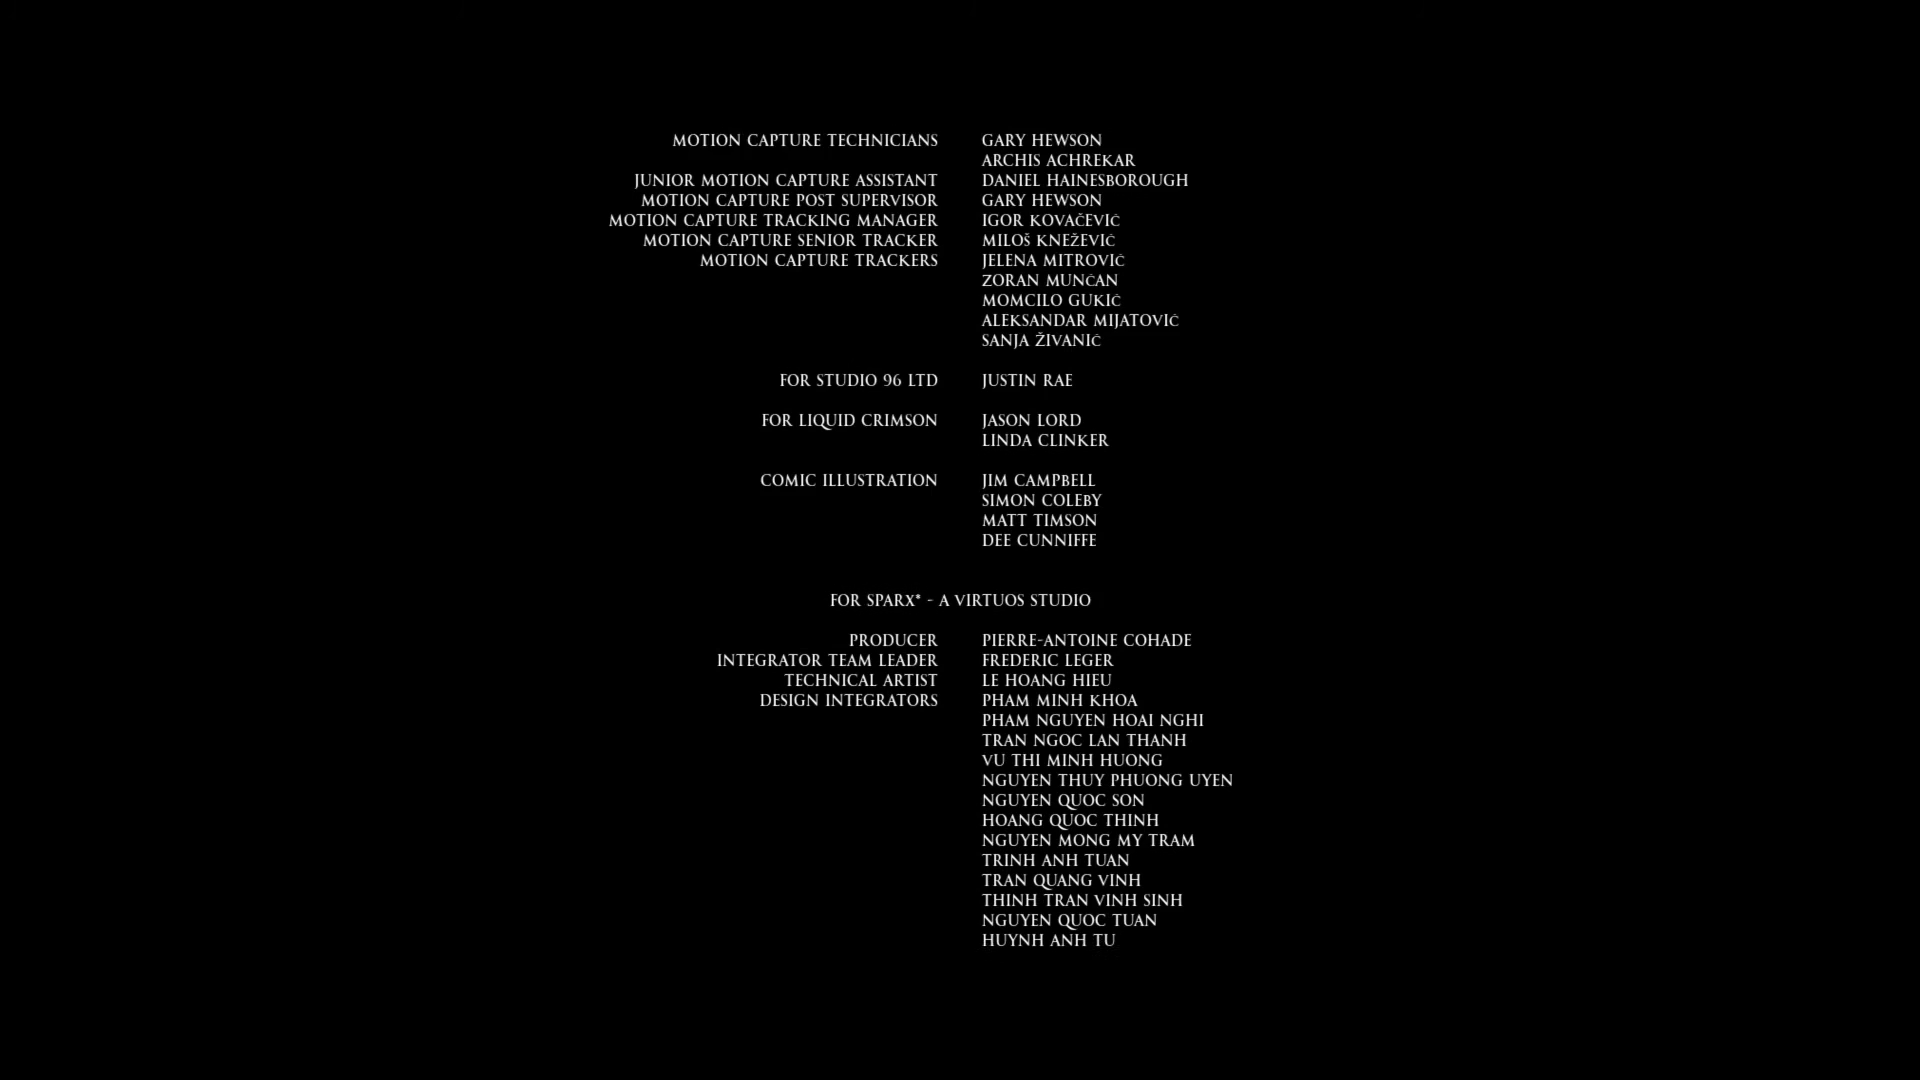 MOTION CAPTURE TECHNICIANS GARY HEWSON
ARCHIS ACHREKAR
JUNIOR MOTION CAPTURE ASSISTANT DANIEL HAINESBOROUGH
MOTION CAPTURE POST SUPERVISOR GARY HEWSON
MOTION CAPTURE TRACKING MANAGER IGOR KOVAČEVIĆ
MOTION CAPTURE SENIOR TRACKER MILOŠ KNEŽEVIĆ
MOTION CAPTURE TRACKERS JELENA MITROVIĆ
ZORAN MUNĆAN
MOMCILO GUKIĆ
ALEKSANDAR MIJATOVIĆ
SANJA ŽIVANIĆ
FOR STUDIO 96 LTD JUSTIN RAE
FOR LIQUID CRIMSON JASON LORD
LINDA CLINKER
COMIC ILLUSTRATION JIM CAMPBELL
SIMON COLEBY
MATT TIMSON
DEE CUNNIFFE
FOR SPARX* - A VIRTUOS STUDIO
PRODUCER PIERRE-ANTOINE COHADE
INTEGRATOR TEAM LEADER FREDERIC LEGER
TECHNICAL ARTIST LE HOANG HIEU
DESIGN INTEGRATORS PHAM MINH KHOA
PHAM NGUYEN HOAI NGHI
TRAN NGOC LAN THANH
VU THI MINH HUONG
NGUYEN THUY PHUONG UYEN
NGUYEN QUOC SON
HOANG QUOC THINH
NGUYEN MONG MY TRAM
TRINH ANH TUAN
TRAN QUANG VINH
THINH TRAN VINH SINH
NGUYEN QUOC TUAN
HUYNH ANH TU